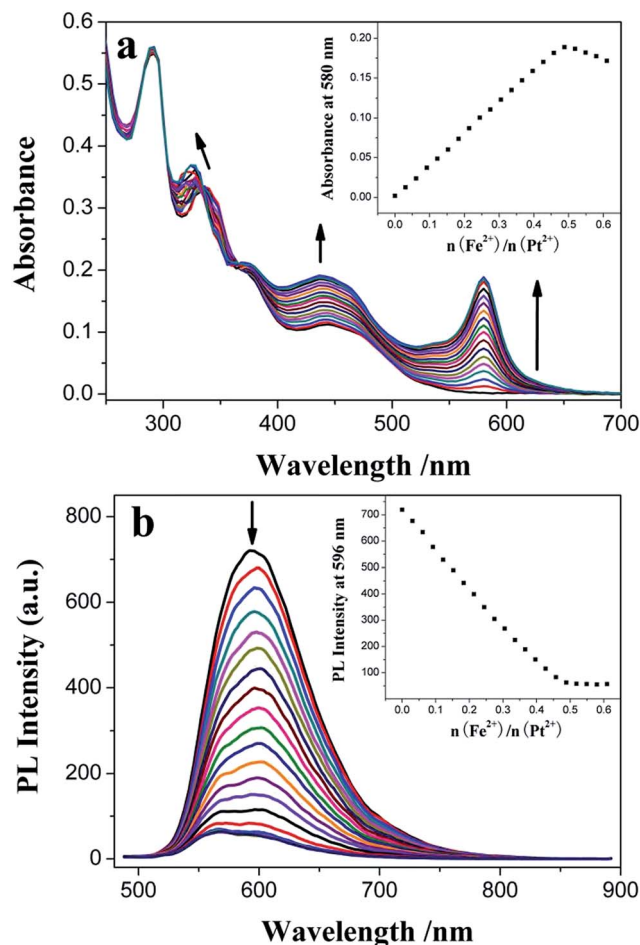 a
0.6
0.5
0.4
0.3
0.2
0.1
0.0
Absorbance
300 400 500 600 700
Wavelength /nm
0.20
0.15
0.10
0.05
0.00
Absorbance at 580 nm
0.0 0.1 0.2 0.3 0.4 0.5 0.6
n(Fe²⁺)/n(Pt²⁺)
b
800
600
400
200
0
PL Intensity (a.u.)
500 600 700 800 900
Wavelength /nm
700
600
500
400
300
200
100
PL Intensity at 596 nm
0.0 0.1 0.2 0.3 0.4 0.5 0.6
n(Fe²⁺)/n(Pt²⁺)